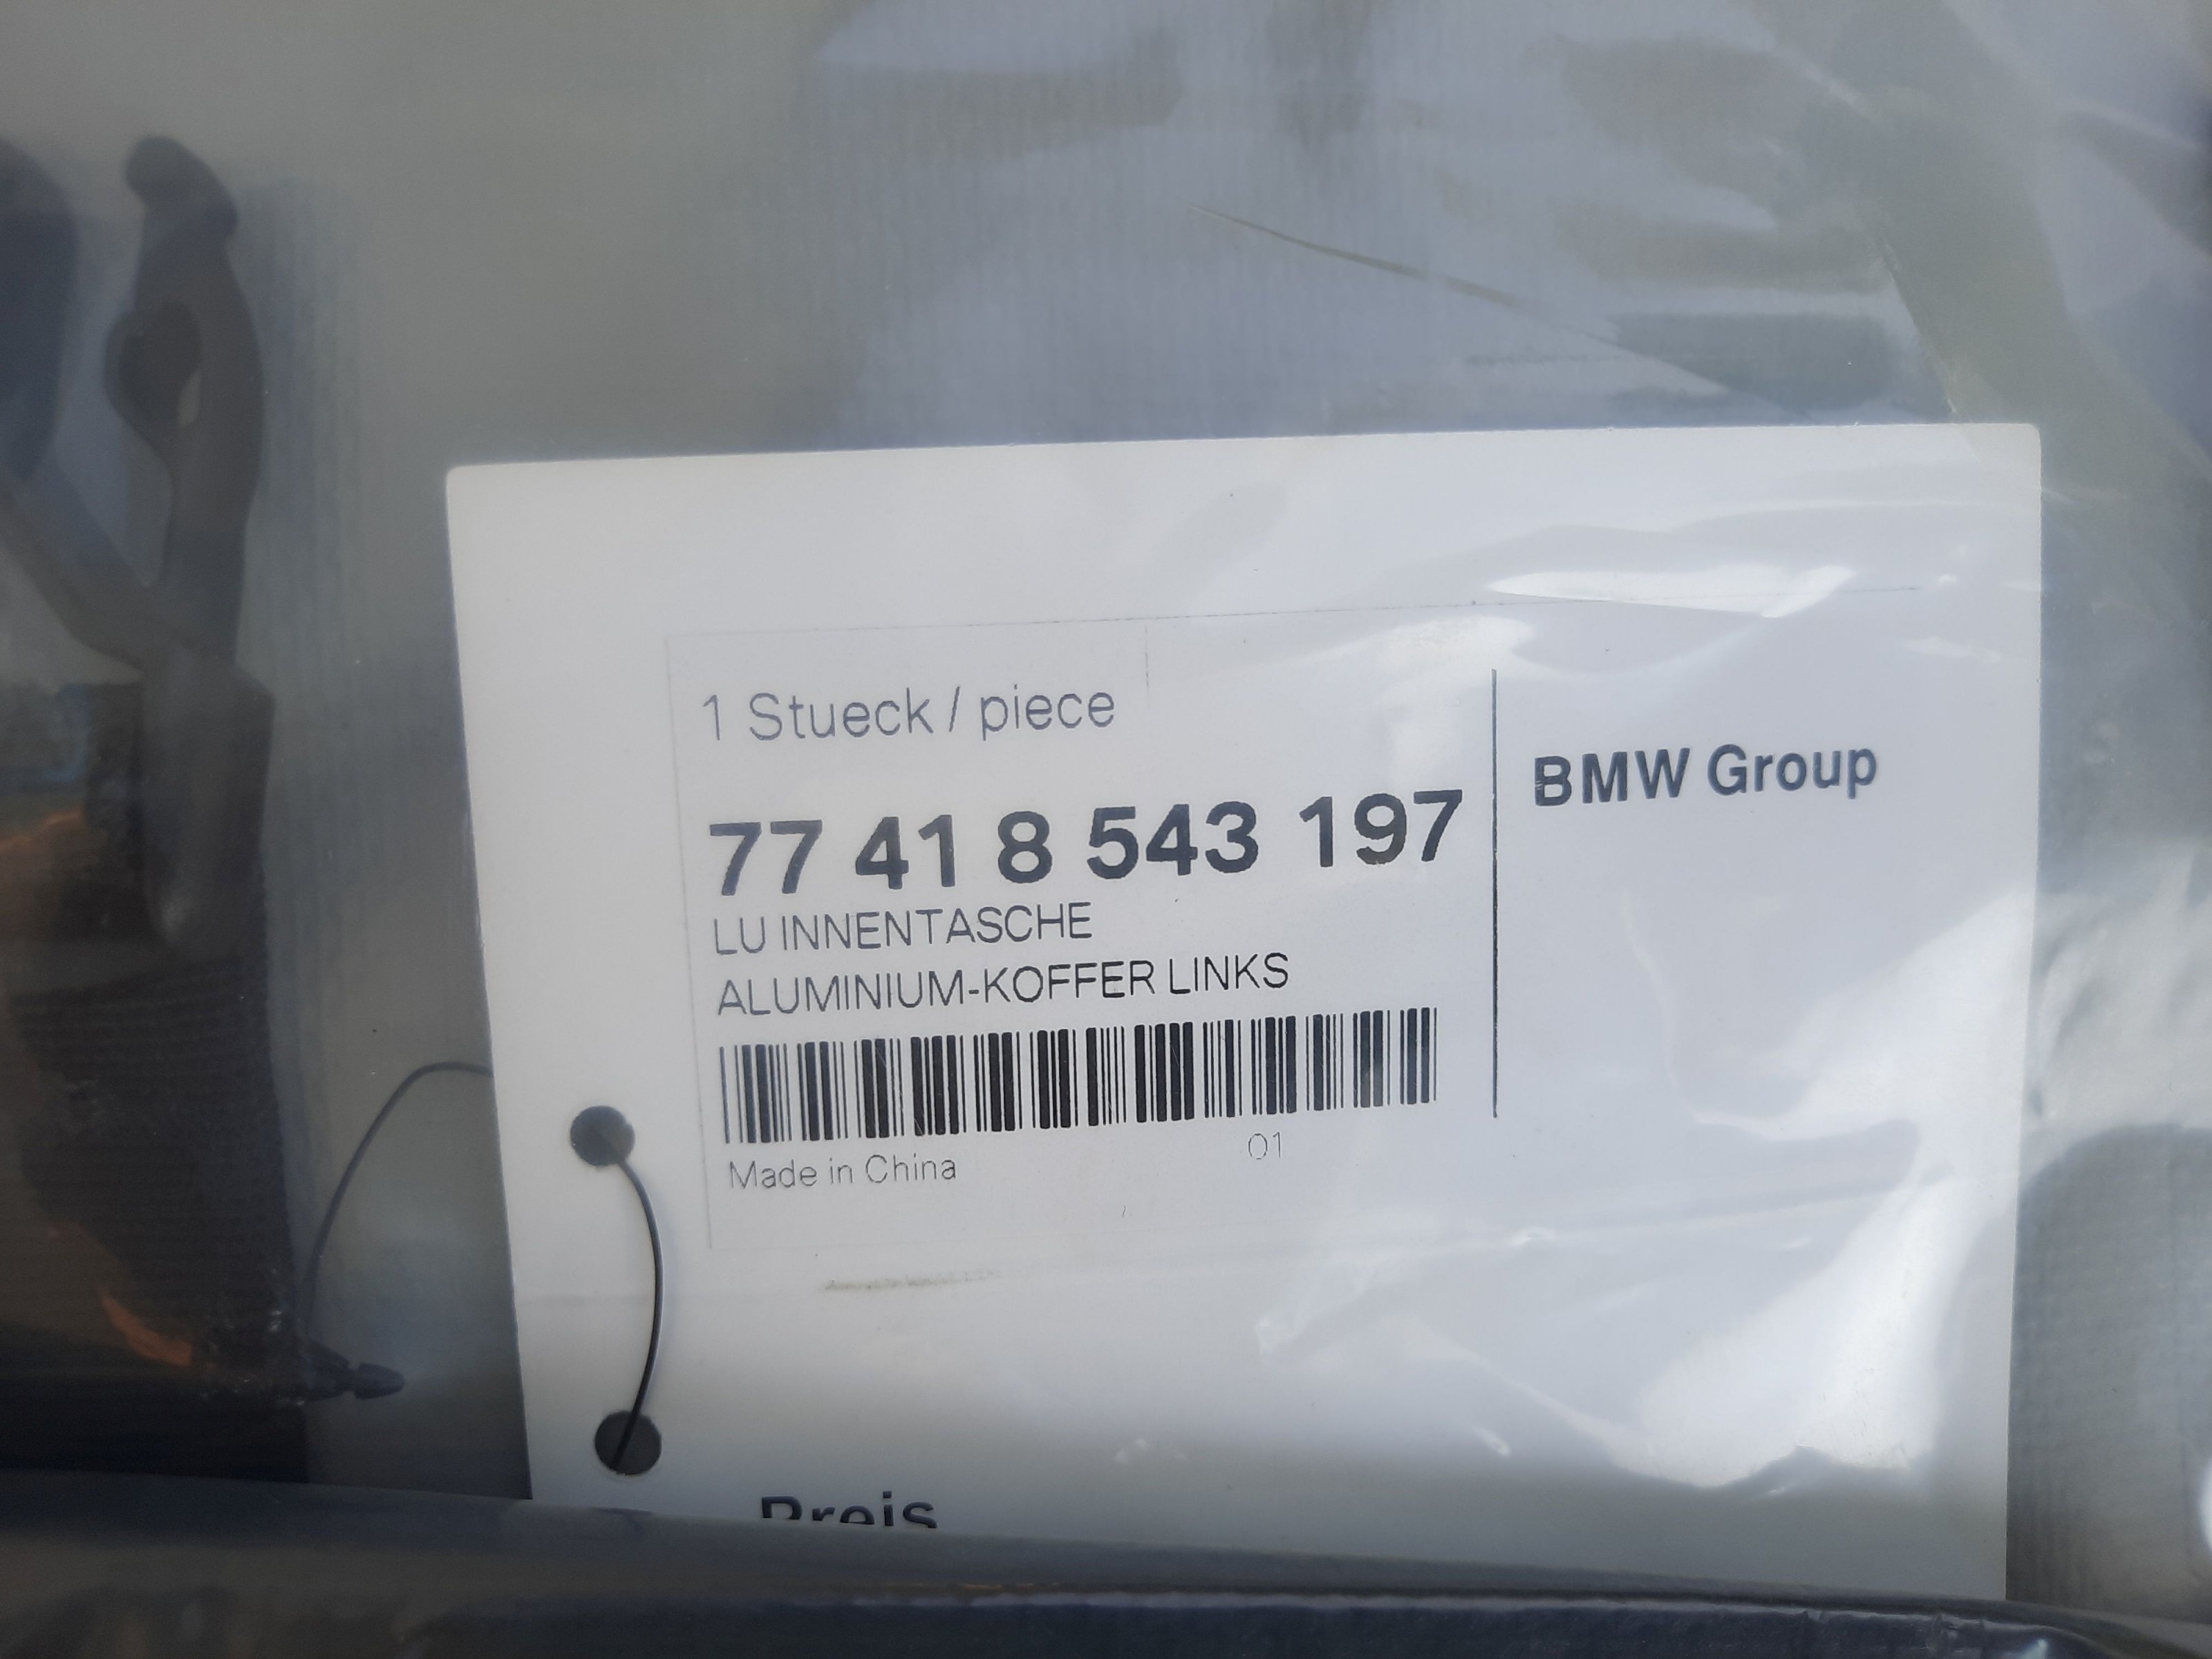 1 Stueck / piece
BMW Group
77 41 8 543 197
LU INNENTASCHE
ALUMINIUM-KOFFER LINKS
Made in China
01
Preis